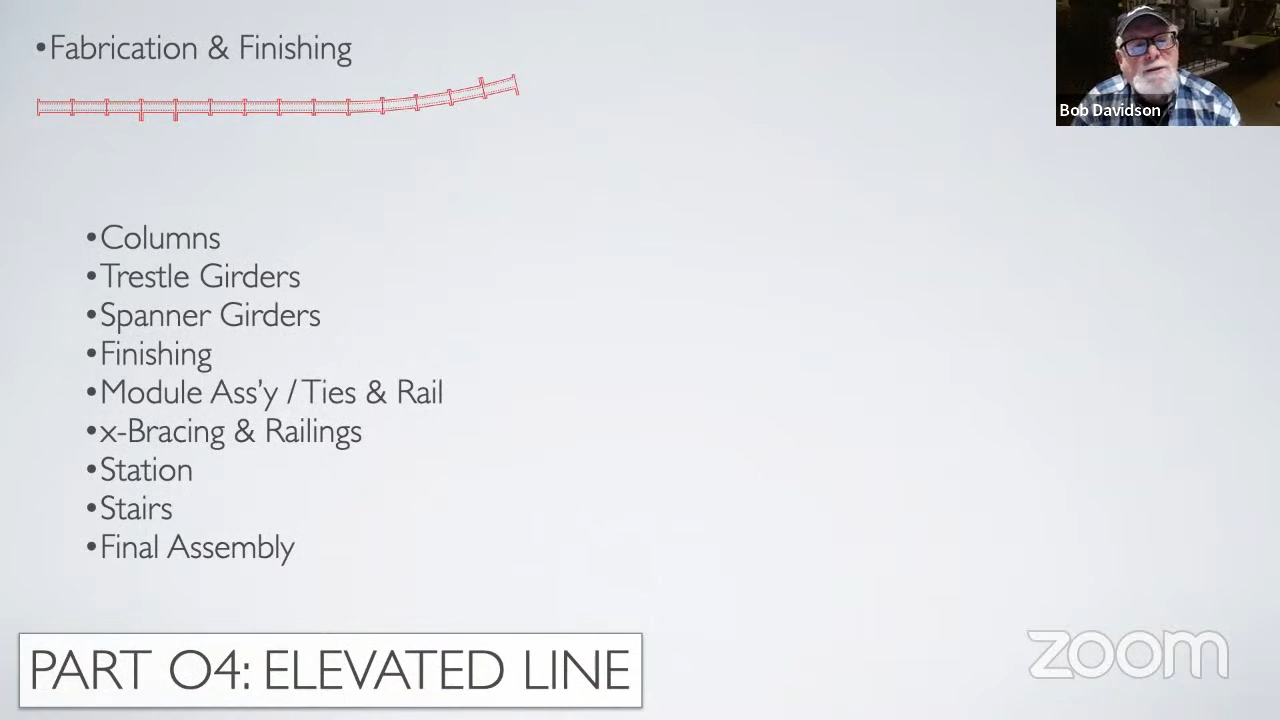 •Fabrication & Finishing
Bob Davidson
•Columns
•Trestle Girders
•Spanner Girders
•Finishing
•Module Ass’y / Ties & Rail
•x-Bracing & Railings
•Station
•Stairs
•Final Assembly
PART 04: ELEVATED LINE
zoom